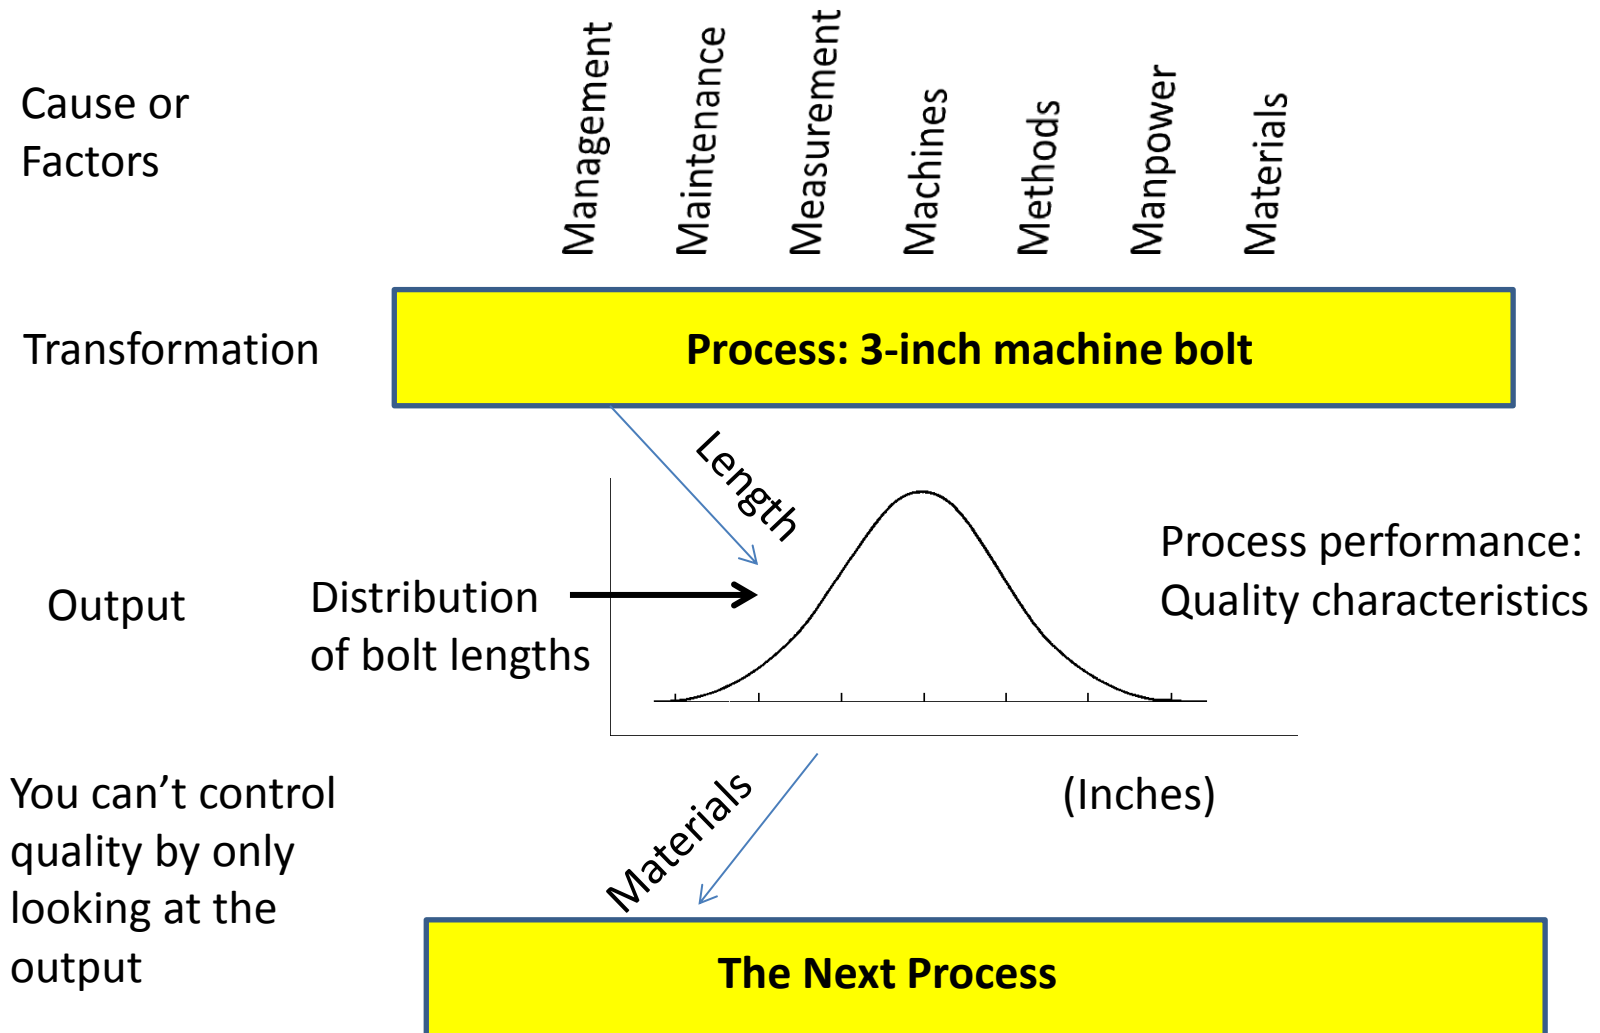 Cause or
Factors
Management
Maintenance
Measurement
Machines
Methods
Manpower
Materials
Transformation
Process: 3-inch machine bolt
Length
Output
Distribution
of bolt lengths
Process performance:
Quality characteristics
(Inches)
Materials
You can’t control
quality by only
looking at the
output
The Next Process